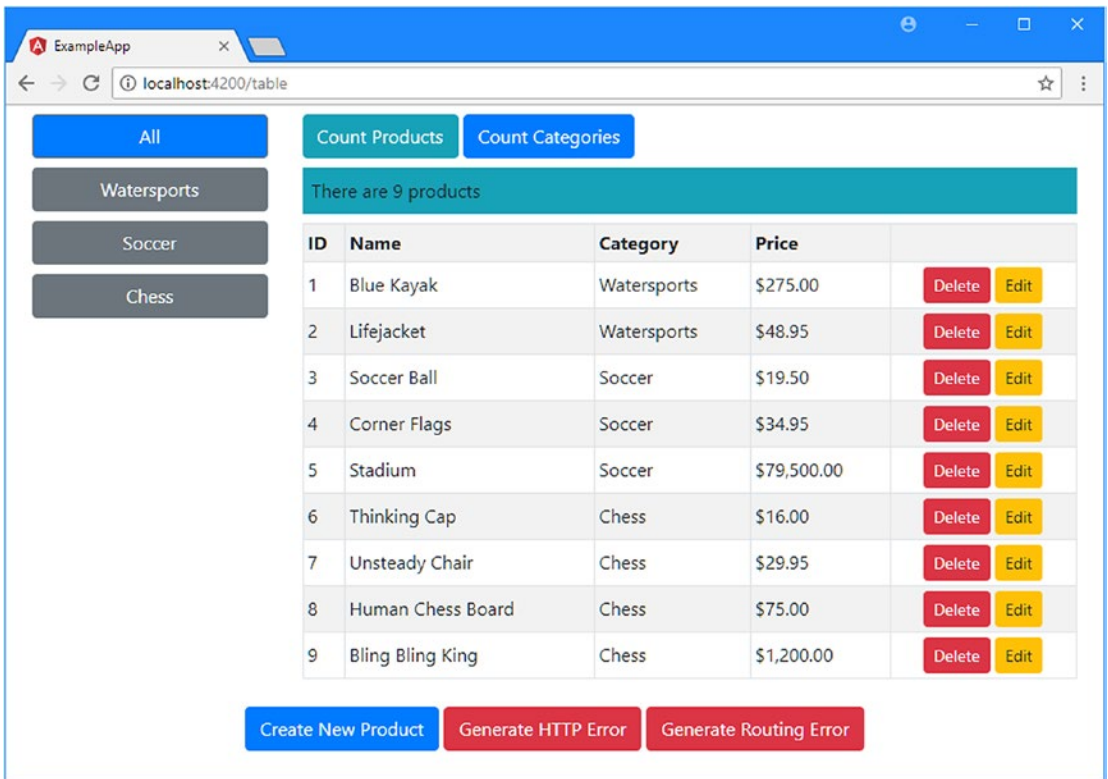 ExampleApp
localhost:4200/table
All
Watersports
Soccer
Chess
Count Products Count Categories
There are 9 products
ID Name Category Price
1 Blue Kayak Watersports $275.00 Delete Edit
2 Lifejacket Watersports $48.95 Delete Edit
3 Soccer Ball Soccer $19.50 Delete Edit
4 Corner Flags Soccer $34.95 Delete Edit
5 Stadium Soccer $79,500.00 Delete Edit
6 Thinking Cap Chess $16.00 Delete Edit
7 Unsteady Chair Chess $29.95 Delete Edit
8 Human Chess Board Chess $75.00 Delete Edit
9 Bling Bling King Chess $1,200.00 Delete Edit
Create New Product Generate HTTP Error Generate Routing Error